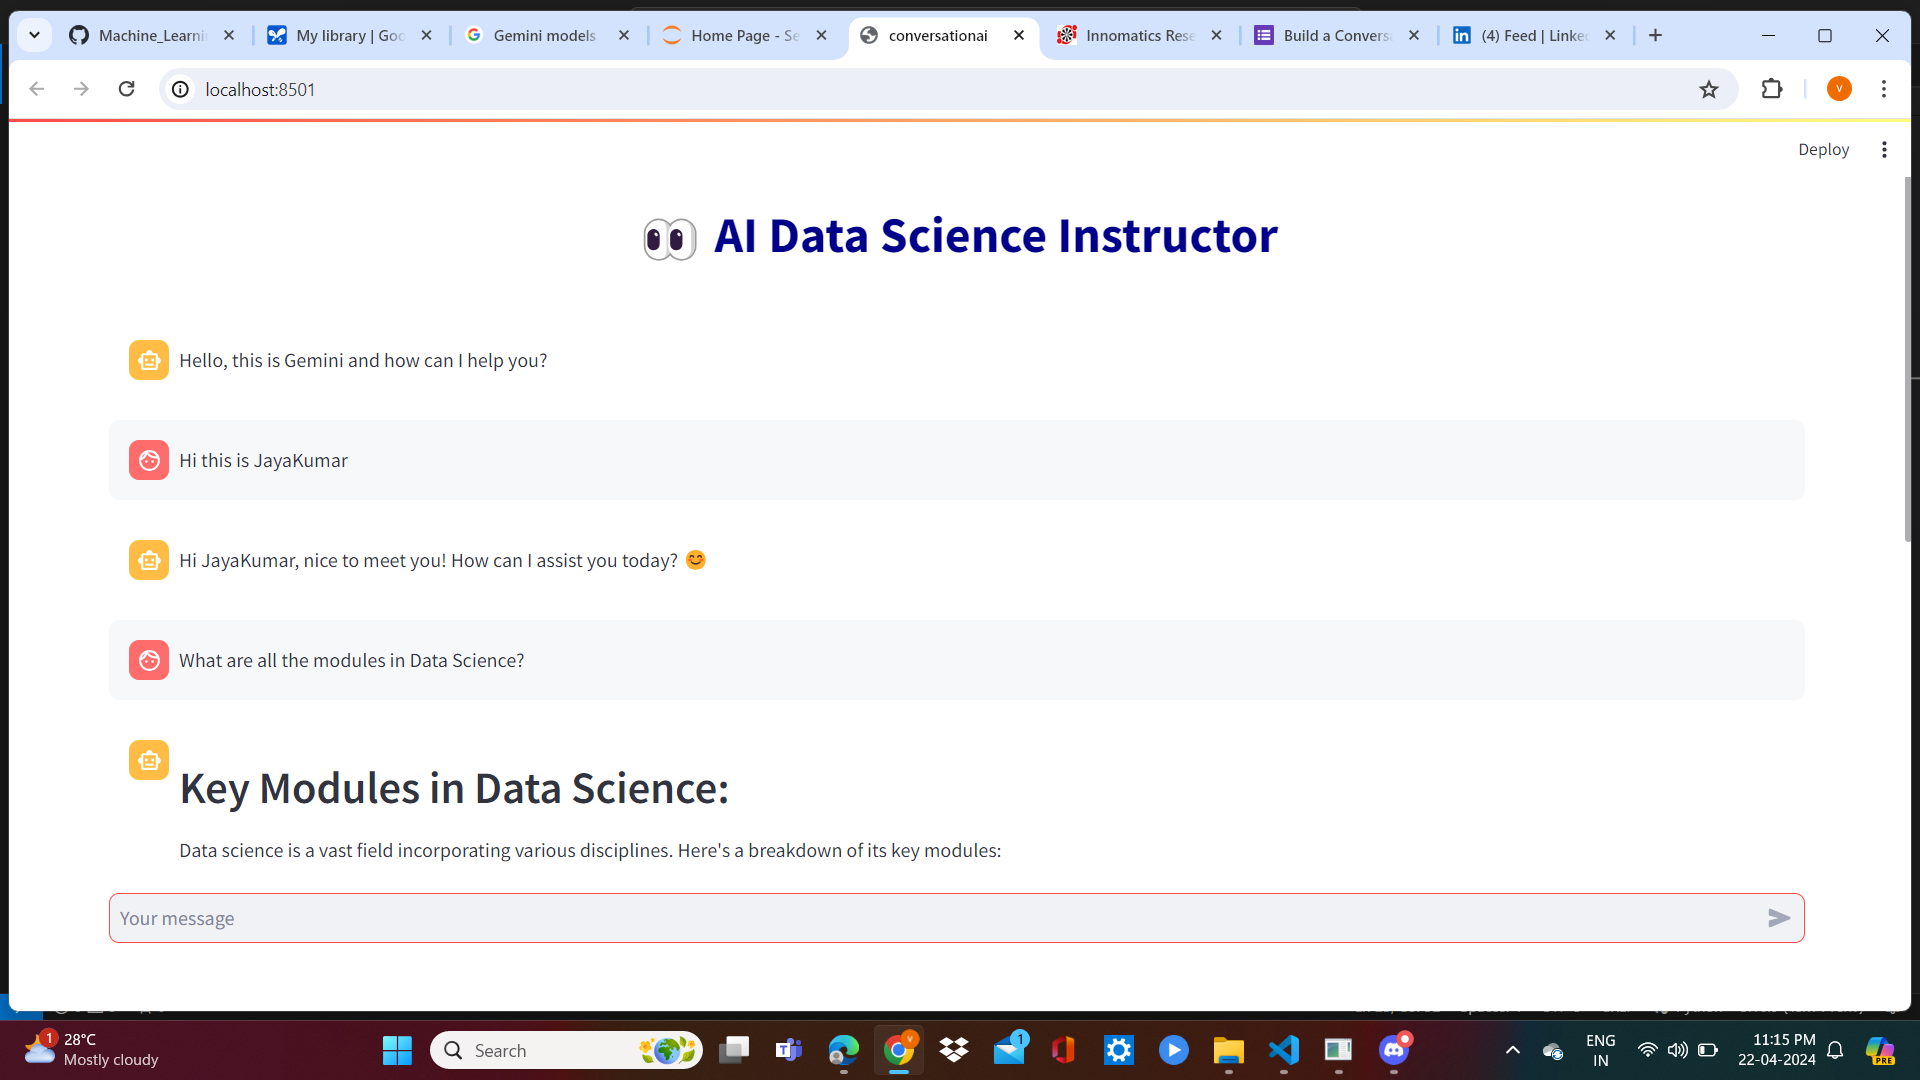 Machine_Learni
My library | Goo
Gemini models
Home Page - Se
conversationai
Innomatics Rese
Build a Convers
(4) Feed | Linked
localhost:8501
V
Deploy
AI Data Science Instructor
Hello, this is Gemini and how can I help you?
Hi this is JayaKumar
Hi JayaKumar, nice to meet you! How can I assist you today? 😊
What are all the modules in Data Science?
Key Modules in Data Science:
Data science is a vast field incorporating various disciplines. Here's a breakdown of its key modules:
Your message
1
28°C
Mostly cloudy
Search
1
ENG
IN
11:15 PM
22-04-2024
PRE